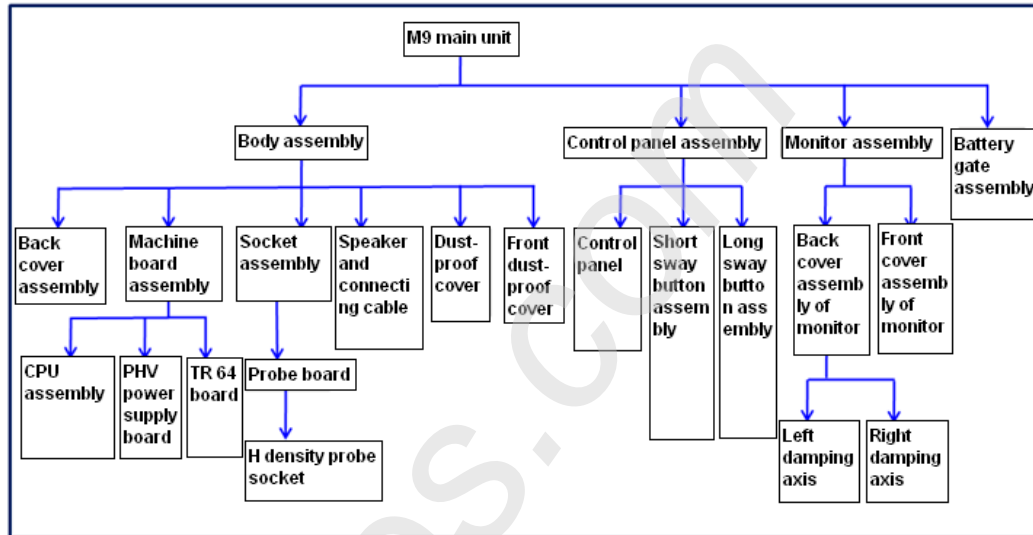 M9 main unit
Body assembly
Control panel assembly
Monitor assembly
Battery
gate
assembly
Back
cover
assembly
Machine
board
assembly
Socket
assembly
Speaker
and
connecti
ng cable
Dust-
proof
cover
Front
dust-
proof
cover
Control
panel
Short
sway
button
assem
bly
Long
sway
butto
n ass
embly
Back
cover
assemb
ly of
monitor
Front
cover
assemb
ly of
monitor
CPU
assembly
PHV
power
supply
board
TR 64
board
Probe board
H density probe
socket
Left
damping
axis
Right
damping
axis
os.com